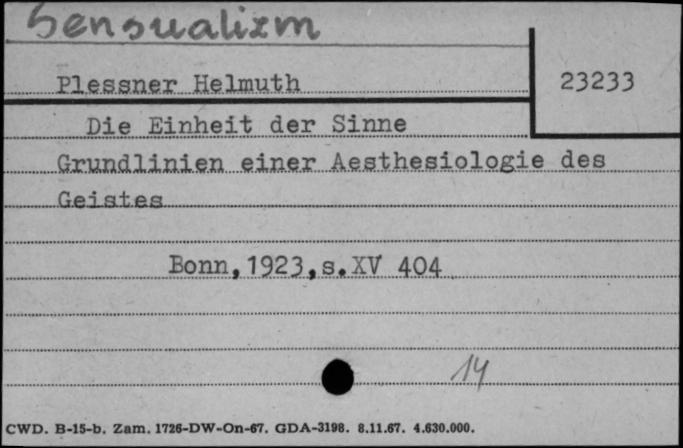 Sensualizm
Plessner Helmuth 23233
Die Einheit der Sinne
Grundlinien einer Aesthesiologie des
Geistes
Bonn,1923,s.XV 404
14
CWD. B-15-b. Zam. 1726-DW-On-67. GDA-3198. 8.11.67. 4.630.000.